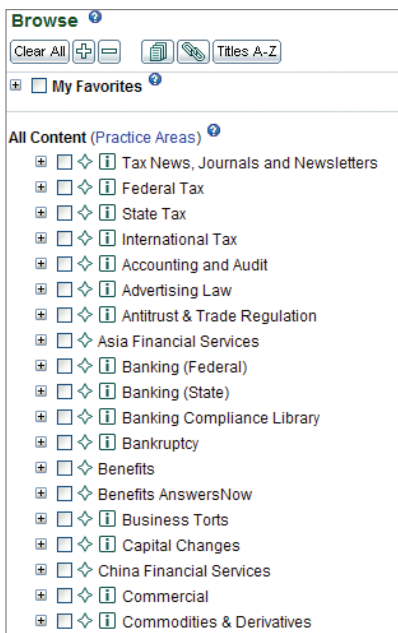 Browse ?
Clear All Titles A-Z
My Favorites ?
All Content (Practice Areas) ?
i Tax News, Journals and Newsletters
i Federal Tax
i State Tax
i International Tax
i Accounting and Audit
i Advertising Law
i Antitrust & Trade Regulation
Asia Financial Services
i Banking (Federal)
i Banking (State)
i Banking Compliance Library
i Bankruptcy
Benefits
Benefits AnswersNow
i Business Torts
i Capital Changes
China Financial Services
i Commercial
i Commodities & Derivatives